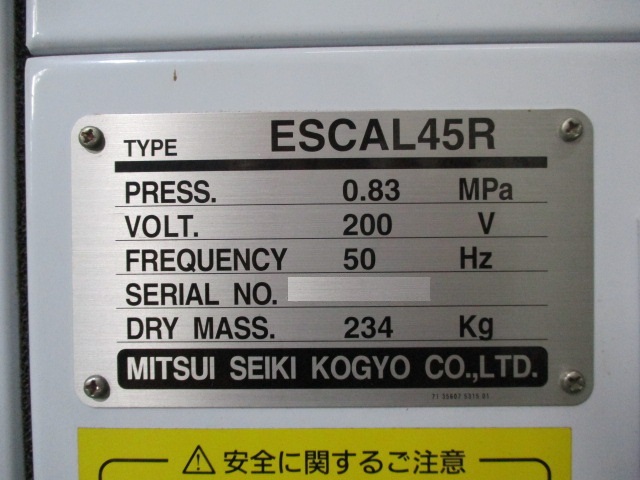 TYPE ESCAL45R
PRESS. 0.83 MPa
VOLT. 200 V
FREQUENCY 50 Hz
SERIAL NO.
DRY MASS. 234 Kg
MITSUI SEIKI KOGYO CO.,LTD.
安全に関するご注意